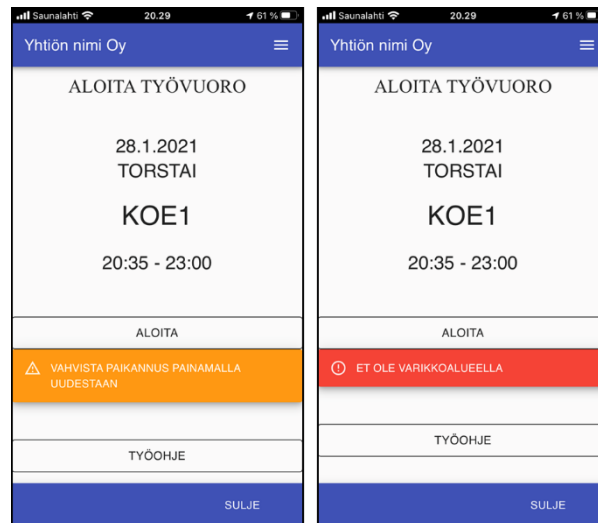 Saunalahti 20.29 61 %
Yhtiön nimi Oy
ALOITA TYÖVUORO
28.1.2021
TORSTAI
KOE1
20:35 - 23:00
ALOITA
VAHVISTA PAIKANNUS PAINAMALLA
UUDESTAAN
TYÖOHJE
SULJE
Saunalahti 20.29 61 %
Yhtiön nimi Oy
ALOITA TYÖVUORO
28.1.2021
TORSTAI
KOE1
20:35 - 23:00
ALOITA
ET OLE VARIKKOALUEELLA
TYÖOHJE
SULJE